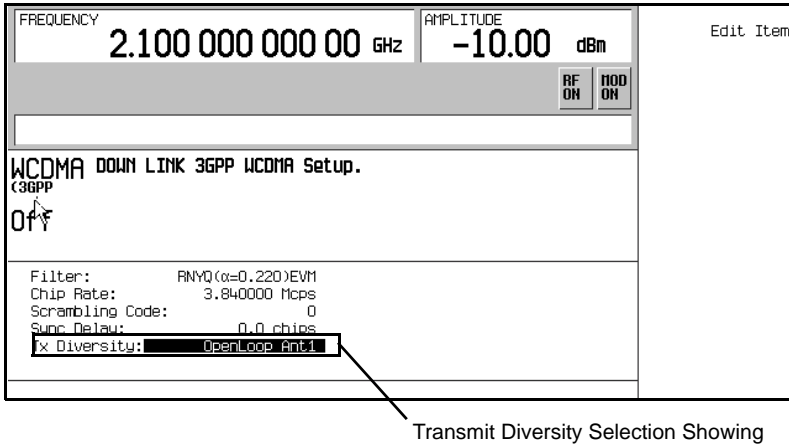 FREQUENCY
2.100 000 000 00 GHz
AMPLITUDE
-10.00 dBm
Edit Item
RF ON
MOD ON
WCDMA DOWN LINK 3GPP WCDMA Setup.
(3GPP
Off
Filter: RNYQ(α=0.220)EVM
Chip Rate: 3.840000 Mcps
Scrambling Code: 0
Sync Delay: 0.0 chips
Tx Diversity: OpenLoop Ant1
Transmit Diversity Selection Showing